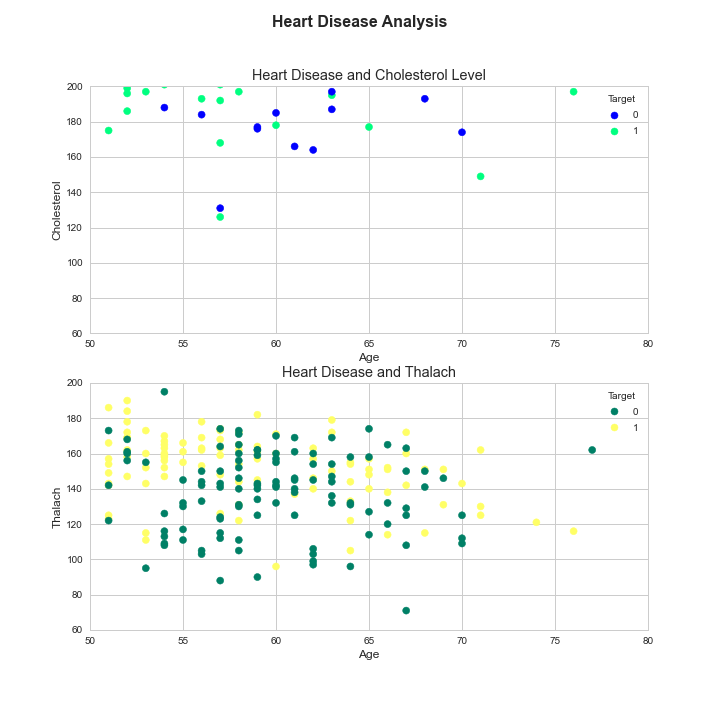 Heart Disease Analysis
Heart Disease and Cholesterol Level
Target
0
1
Cholesterol
200
180
160
140
120
100
80
60
50 55 60 65 70 75 80
Age
Heart Disease and Thalach
Target
0
1
Thalach
200
180
160
140
120
100
80
60
50 55 60 65 70 75 80
Age